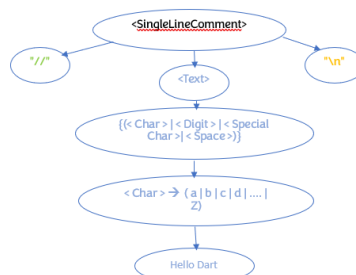 <SingleLineComment>
"//"
"\n"
<Text>
{(< Char > | < Digit > | < Special
Char >| < Space >)}
< Char > → ( a | b | c | d | .... |
Z)
Hello Dart